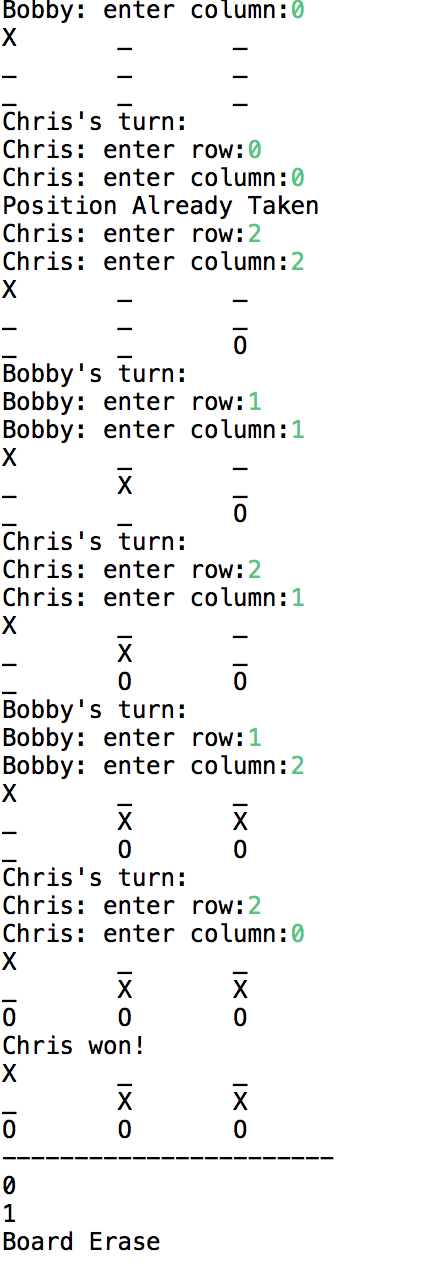 Bobby: enter column:0
X _ _
_ _ _
_ _ _
Chris's turn:
Chris: enter row:0
Chris: enter column:0
Position Already Taken
Chris: enter row:2
Chris: enter column:2
X _ _
_ _ _
_ _ O
Bobby's turn:
Bobby: enter row:1
Bobby: enter column:1
X _ _
_ X _
_ _ O
Chris's turn:
Chris: enter row:2
Chris: enter column:1
X _ _
_ X _
_ O O
Bobby's turn:
Bobby: enter row:1
Bobby: enter column:2
X _ _
_ X X
_ O O
Chris's turn:
Chris: enter row:2
Chris: enter column:0
X _ _
_ X X
O O O
Chris won!
X _ _
_ X X
O O O
-----------------------
0
1
Board Erase